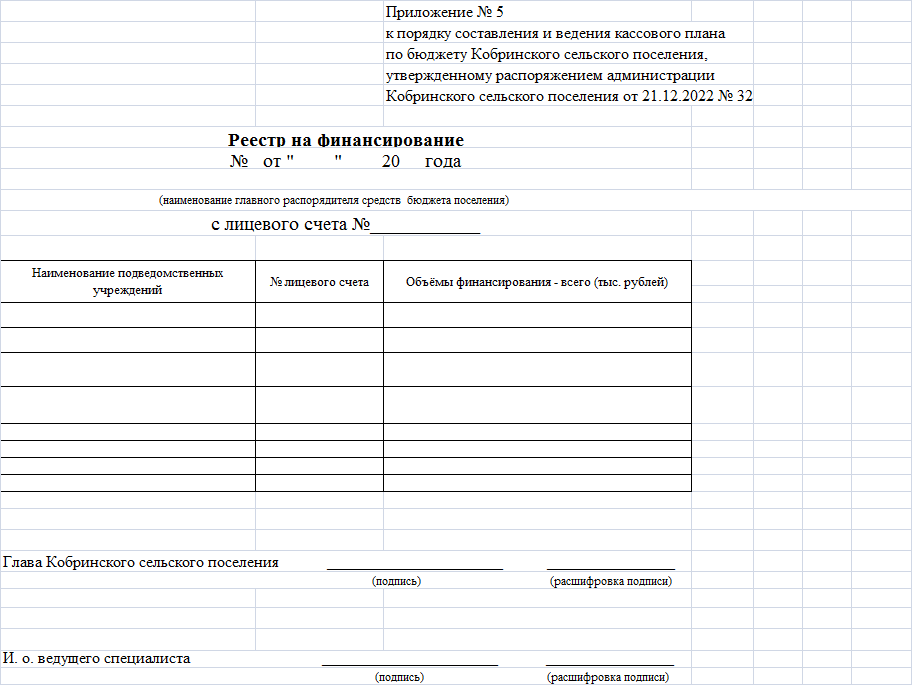 Приложение № 5
к порядку составления и ведения кассового плана
по бюджету Кобринского сельского поселения,
утвержденному распоряжением администрации
Кобринского сельского поселения от 21.12.2022 № 32
Реестр на финансирование
№ от " " 20 года
(наименование главного распорядителя средств бюджета поселения)
с лицевого счета №____________
Наименование подведомственных
учреждений
№ лицевого счета
Объёмы финансирования - всего (тыс. рублей)
Глава Кобринского сельского поселения
(подпись) (расшифровка подписи)
И. о. ведущего специалиста
(подпись) (расшифровка подписи)